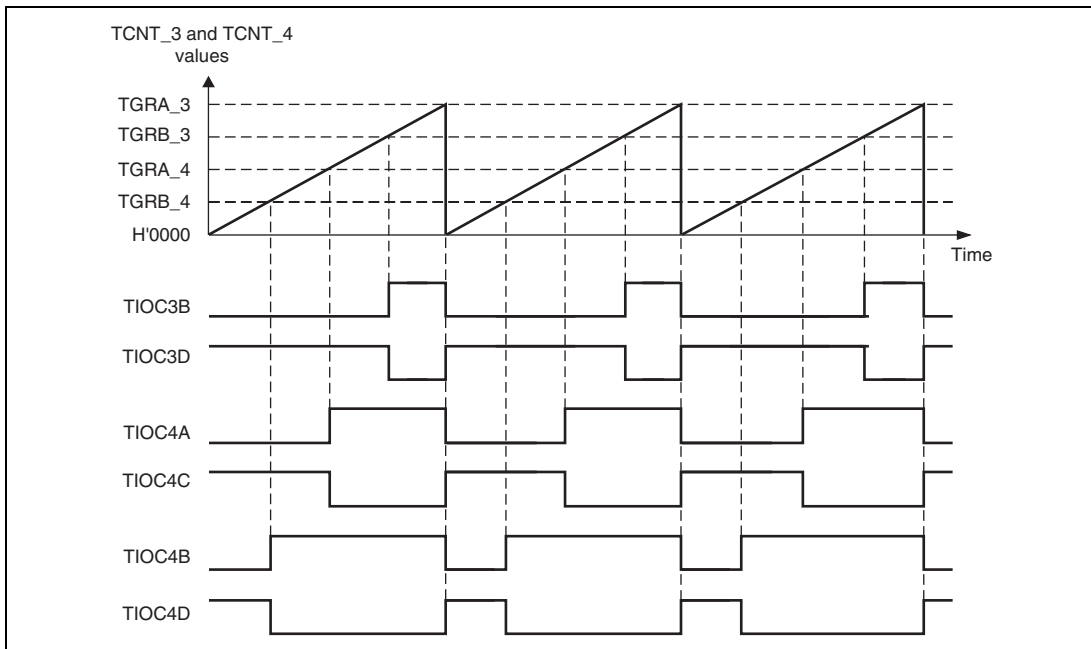 TCNT_3 and TCNT_4
values
TGRA_3
TGRB_3
TGRA_4
TGRB_4
H'0000
Time
TIOC3B
TIOC3D
TIOC4A
TIOC4C
TIOC4B
TIOC4D